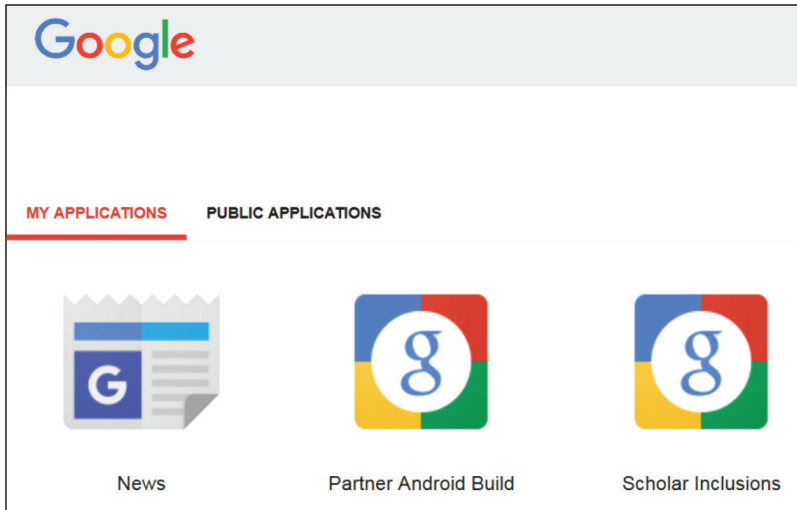 Google
MY APPLICATIONS PUBLIC APPLICATIONS
G g g
News Partner Android Build Scholar Inclusions